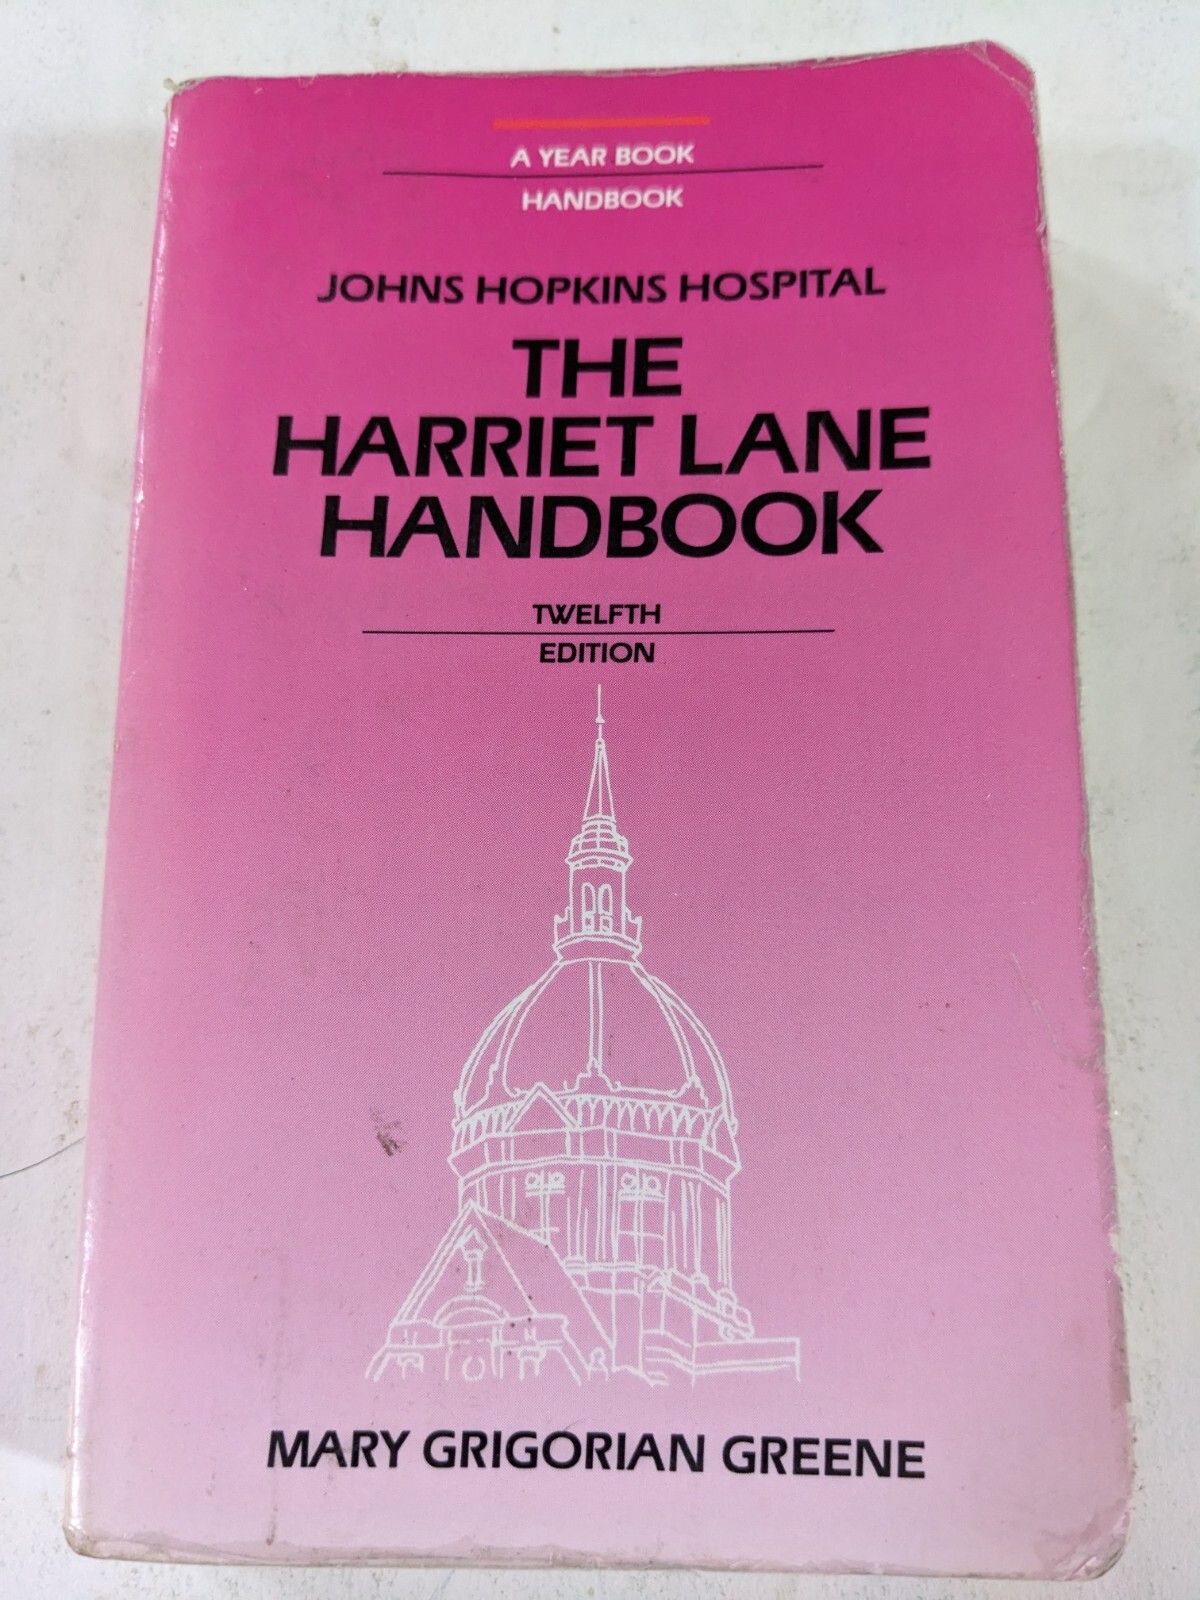 A YEAR BOOK
HANDBOOK
JOHNS HOPKINS HOSPITAL
THE
HARRIET LANE
HANDBOOK
TWELFTH
EDITION
MARY GRIGORIAN GREENE